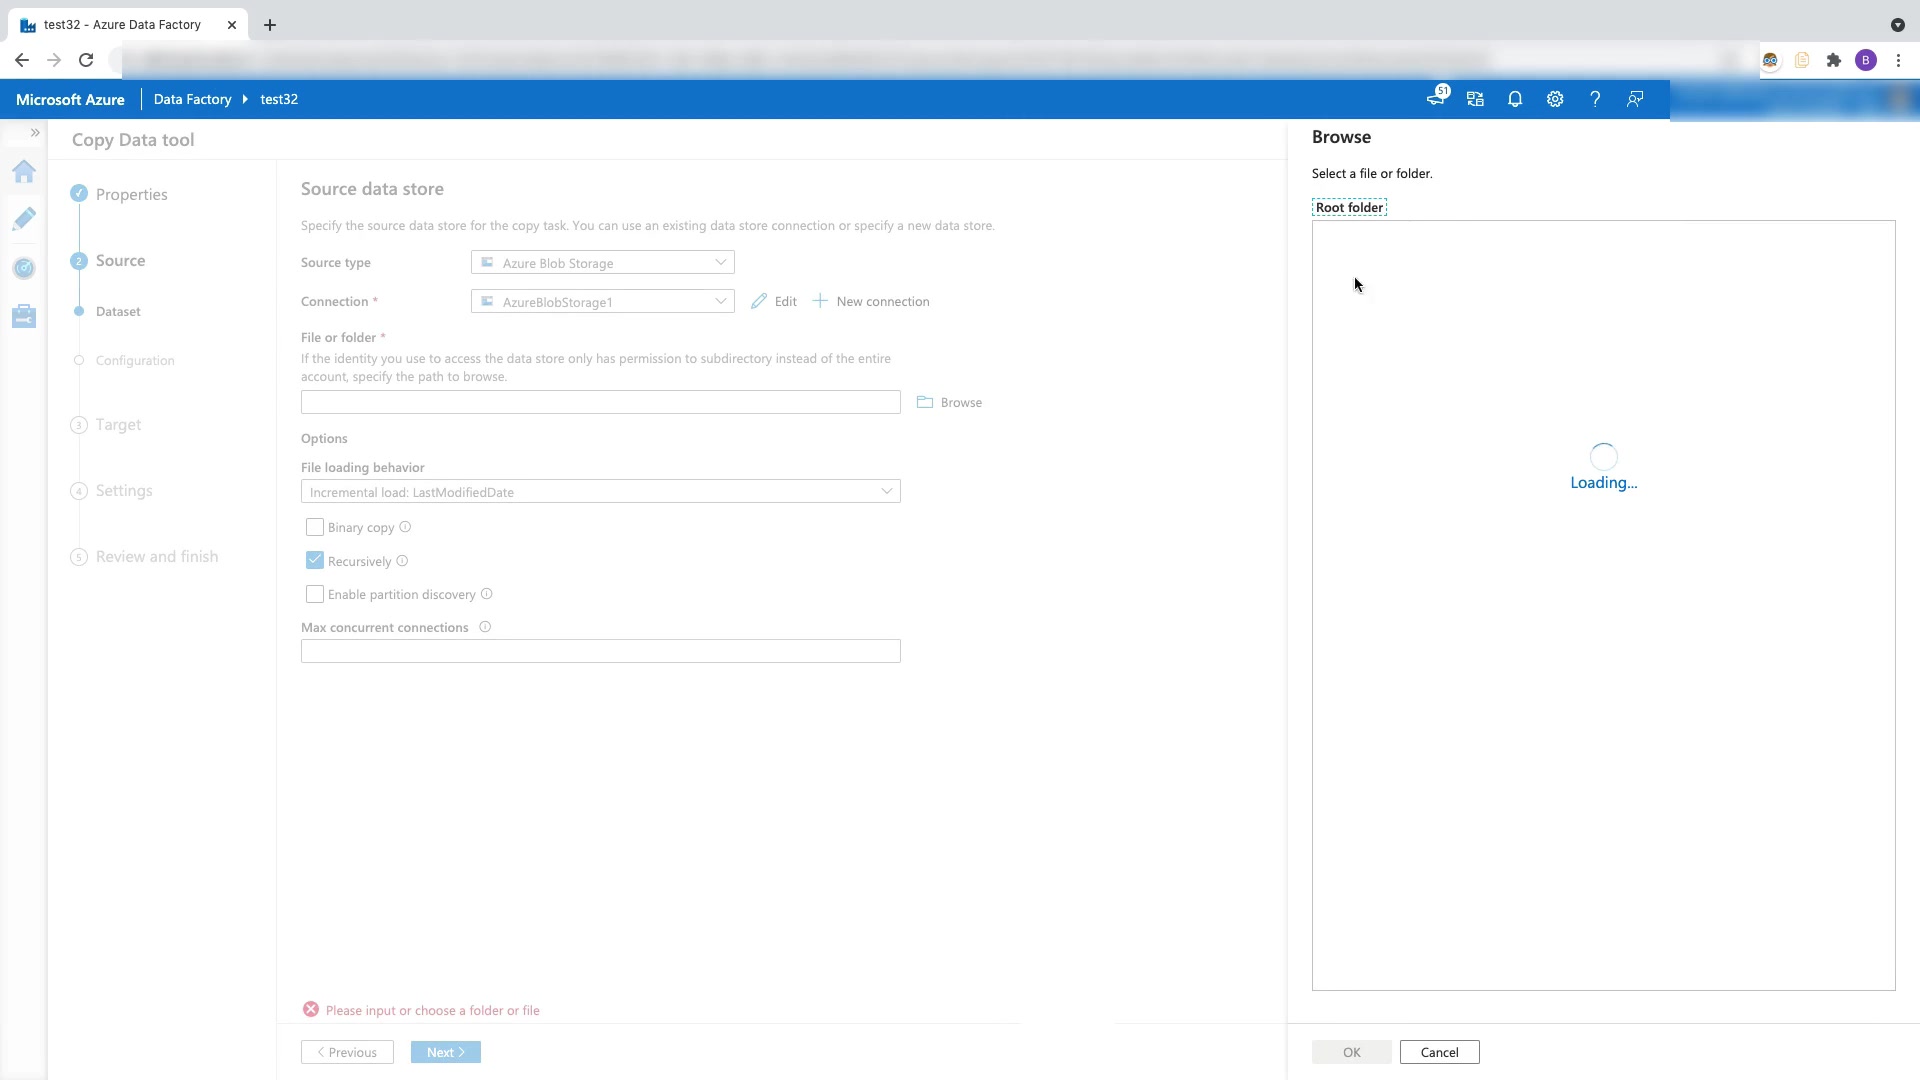 test32 - Azure Data Factory
B
Microsoft Azure
Data Factory
test32
51
Copy Data tool
Properties
2
Source
Dataset
Configuration
3
Target
4
Settings
5
Review and finish
Source data store
Specify the source data store for the copy task. You can use an existing data store connection or specify a new data store.
Source type
Azure Blob Storage
Connection *
AzureBlobStorage1
Edit
New connection
File or folder *
If the identity you use to access the data store only has permission to subdirectory instead of the entire
account, specify the path to browse.
Browse
Options
File loading behavior
Incremental load: LastModifiedDate
Binary copy
Recursively
Enable partition discovery
Max concurrent connections
Please input or choose a folder or file
< Previous
Next >
Browse
Select a file or folder.
Root folder
Loading...
OK
Cancel